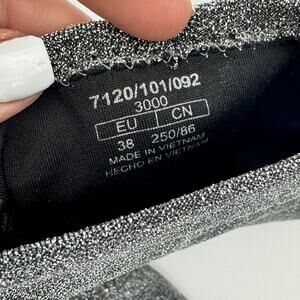 7120/101/092
3000
EU CN
38 250/86
MADE IN VIETNAM
HECHO EN VIETNAM